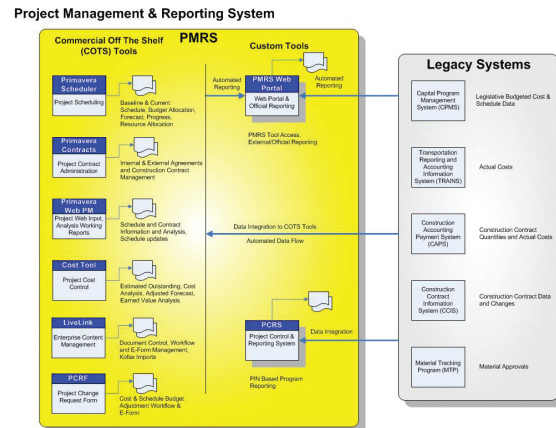 Project Management & Reporting System
PMRS
Commercial Off The Shelf
(COTS) Tools
Custom Tools
Primavera
Scheduler
Project Scheduling
Baseline & Current
Schedule, Budget Allocation,
Forecast, Progress,
Resource Allocation
Primavera
Contracts
Project Contract
Administration
Internal & External Agreements
and Construction Contract
Management
Primavera
Web PM
Project Web Input,
Analysis Working
Reports
Schedule and Contract
Information and Analysis,
Schedule updates
Cost Tool
Project Cost
Control
Estimated Outstanding, Cost
Analysis, Adjusted Forecast,
Earned Value Analysis
LiveLink
Enterprise Content
Management
Document Control, Workflow
and E-Form Management,
Kofax Imports
PCRF
Project Change
Request Form
Cost & Schedule Budget
Adjustment Workflow &
E-Form
Automated
Reporting
PMRS Web
Portal
Web Portal &
Official Reporting
Automated
Reporting
PMRS Tool Access,
External/Official Reporting
Data Integration to COTS Tools
Automated Data Flow
PCRS
Project Control &
Reporting System
Data Integration
PIN Based Program
Reporting
Legacy Systems
Capital Program
Management
System (CPMS)
Legislative Budgeted Cost &
Schedule Data
Transportation
Reporting and
Accounting
Information
System (TRAINS)
Actual Costs
Construction
Accounting
Payment System
(CAPS)
Construction Contract
Quantities and Actual Costs
Construction
Contract
Information
System (CCIS)
Construction Contract Data
and Changes
Material Tracking
Program (MTP)
Material Approvals